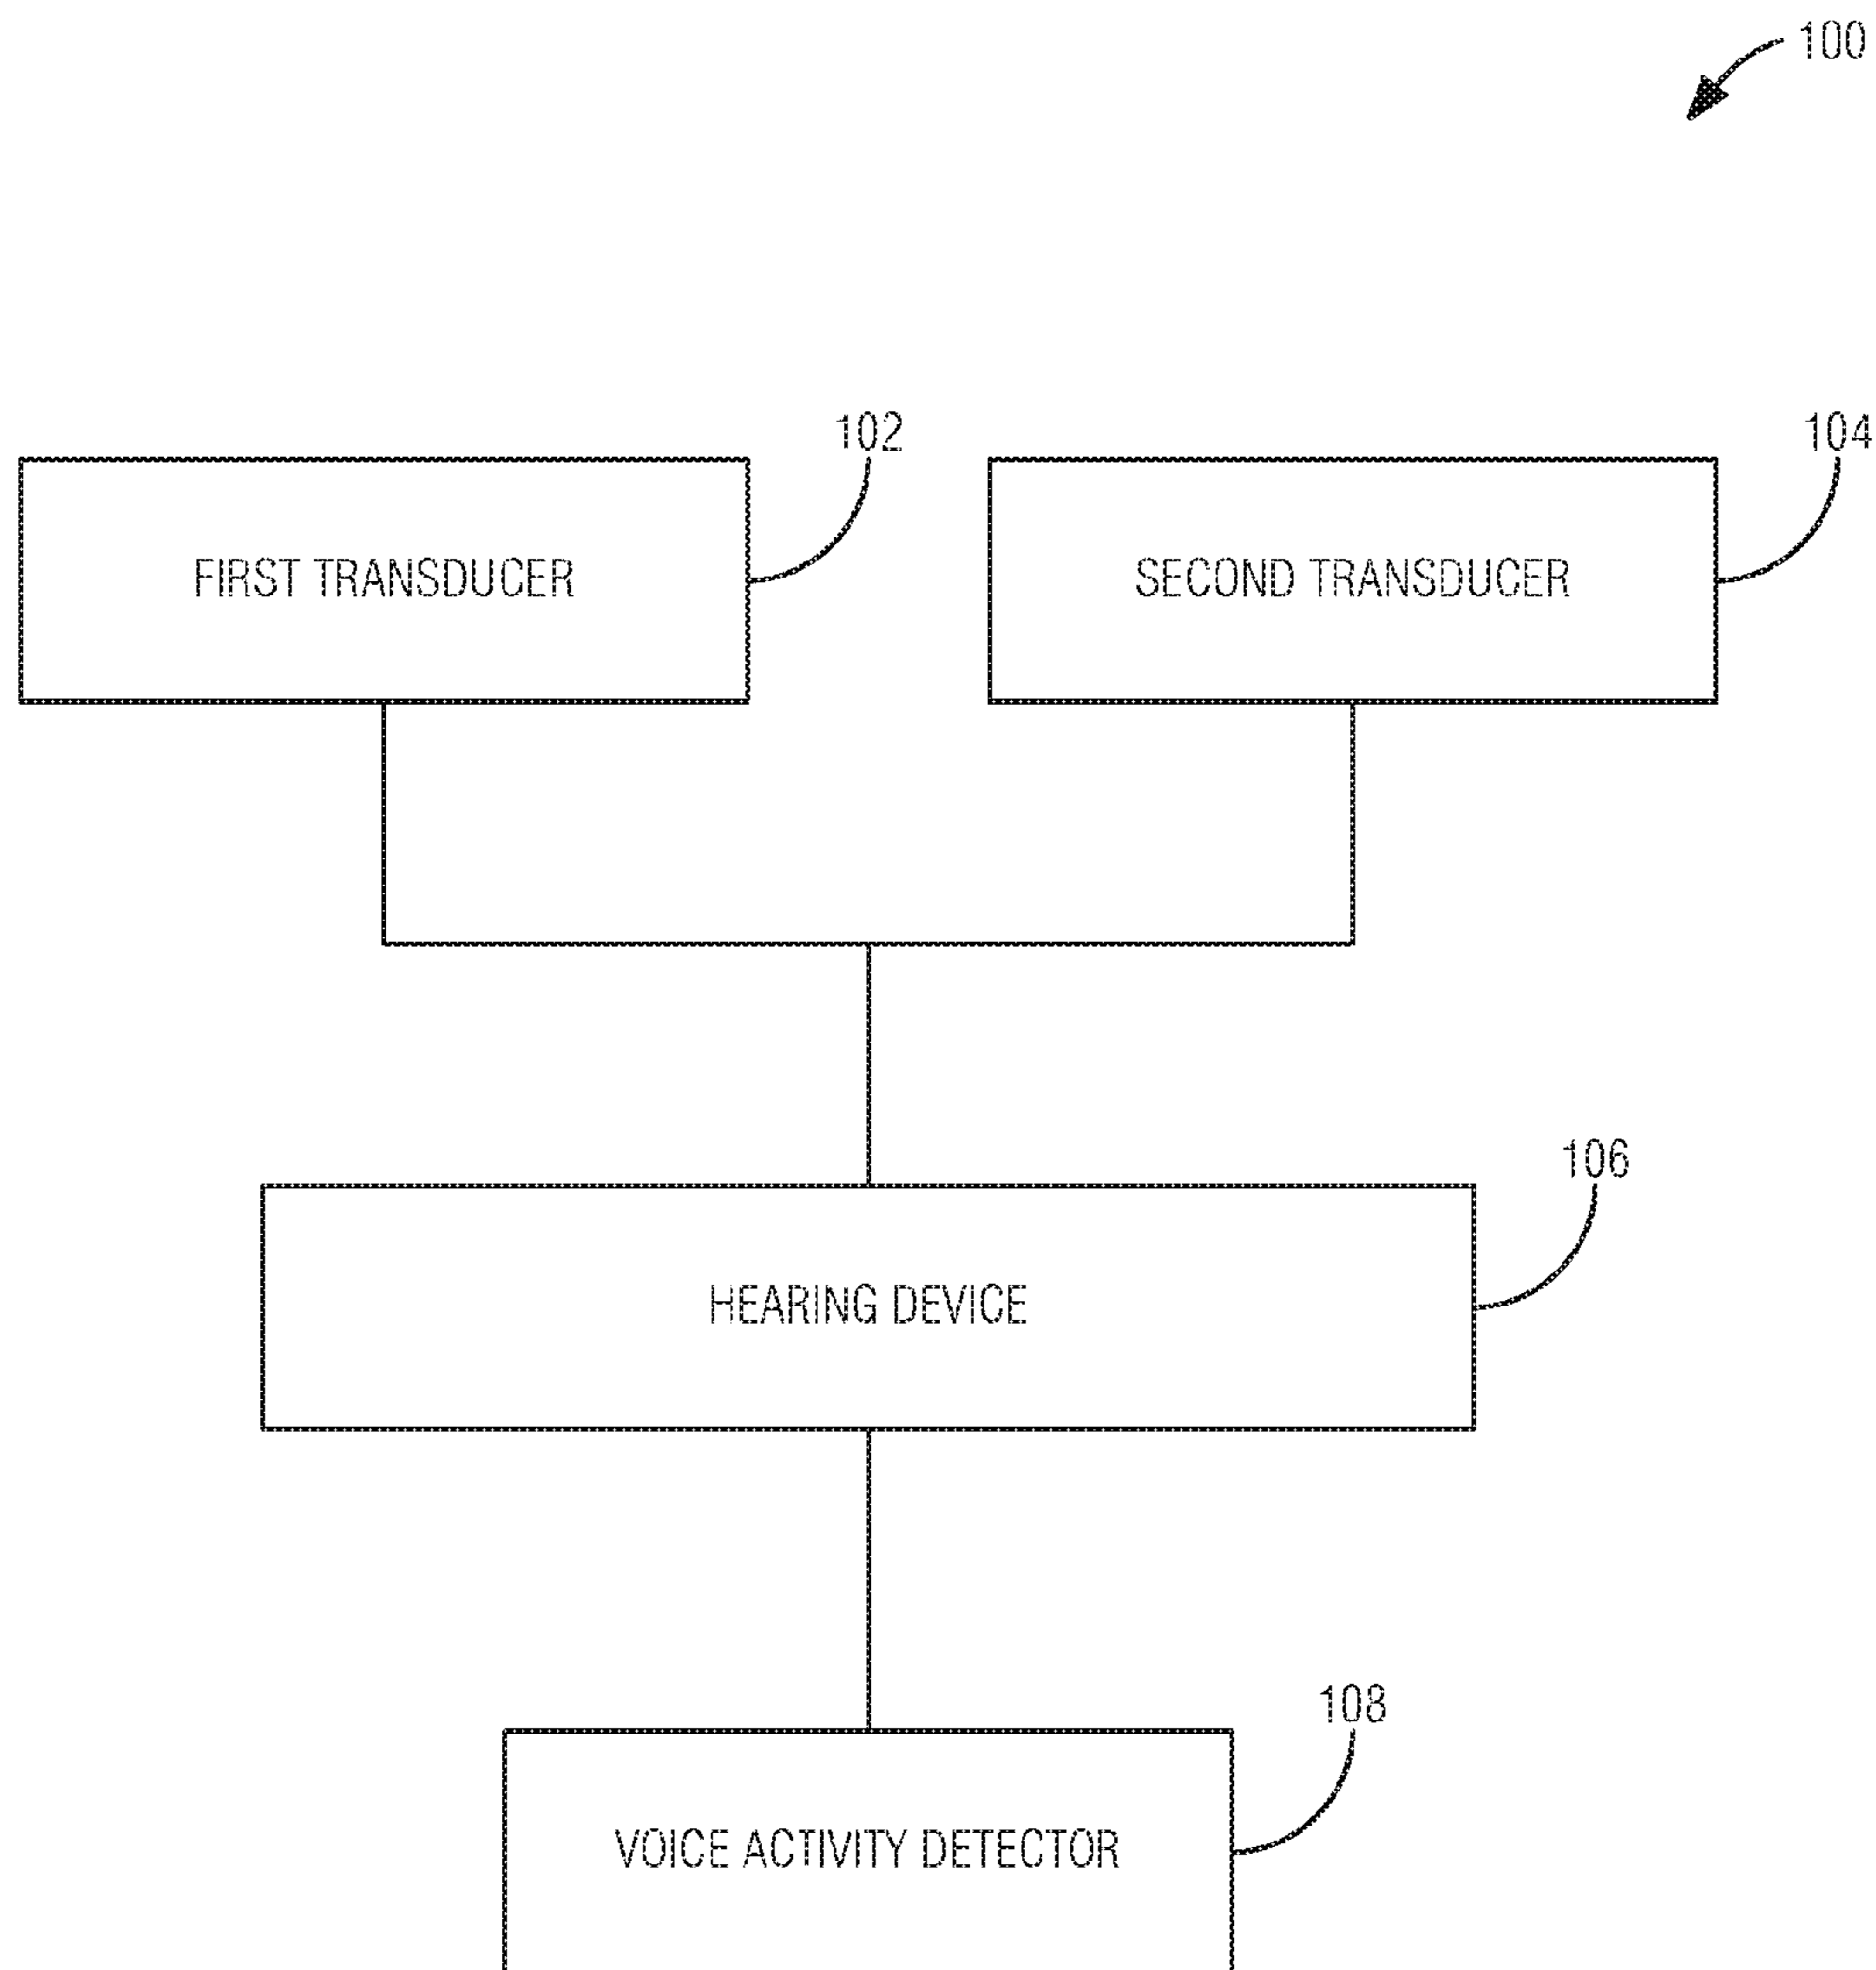 100
102
104
FIRST TRANSDUCER
SECOND TRANSDUCER
106
HEARING DEVICE
108
VOICE ACTIVITY DETECTOR